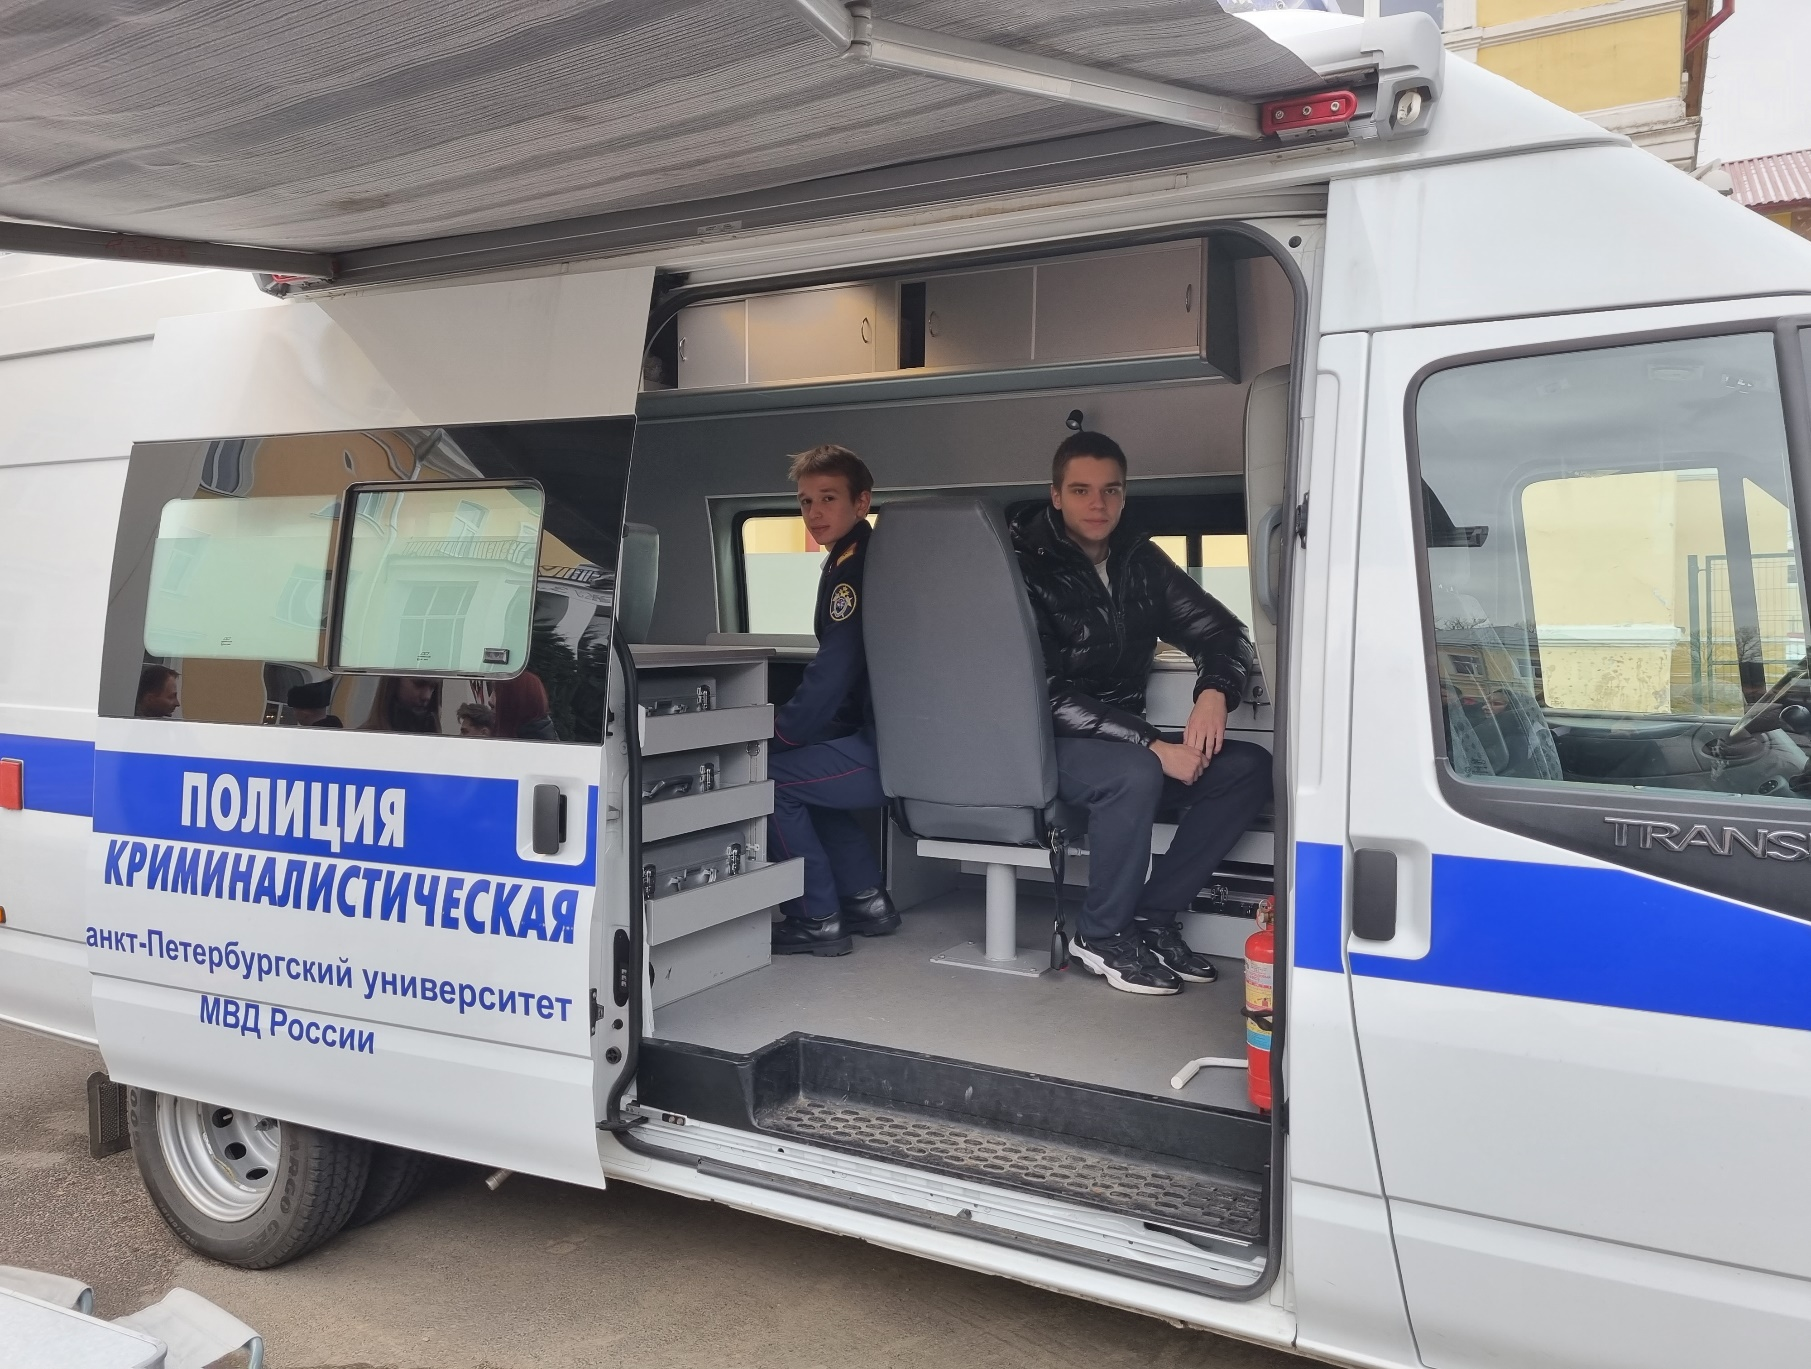 ПОЛИЦИЯ
КРИМИНАЛИСТИЧЕСКАЯ
анкт-Петербургский университет
МВД России
TRANS